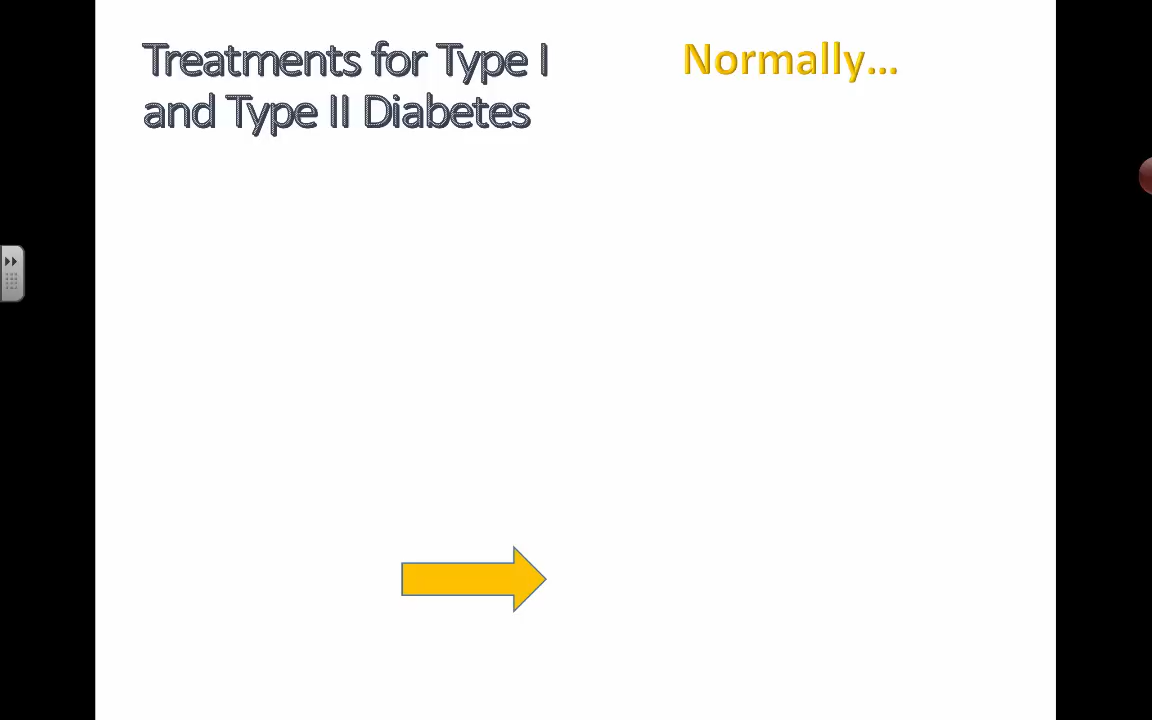 Treatments for Type I
and Type II Diabetes
Normally...